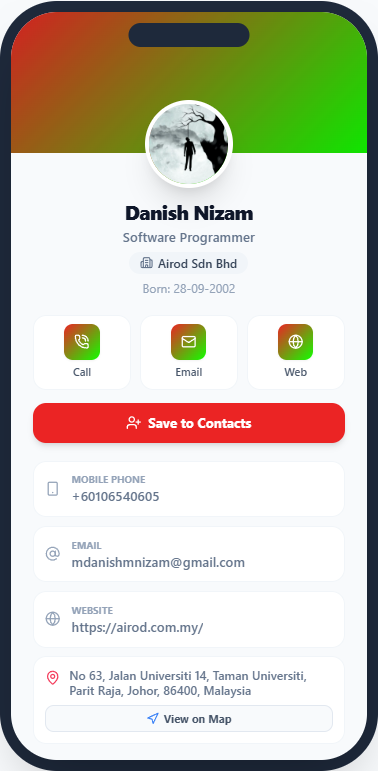 Danish Nizam
Software Programmer
Airod Sdn Bhd
Born: 28-09-2002
Call
Email
Web
Save to Contacts
MOBILE PHONE
+60106540605
EMAIL
mdanishmnizam@gmail.com
WEBSITE
https://airod.com.my/
No 63, Jalan Universiti 14, Taman Universiti,
Parit Raja, Johor, 86400, Malaysia
View on Map